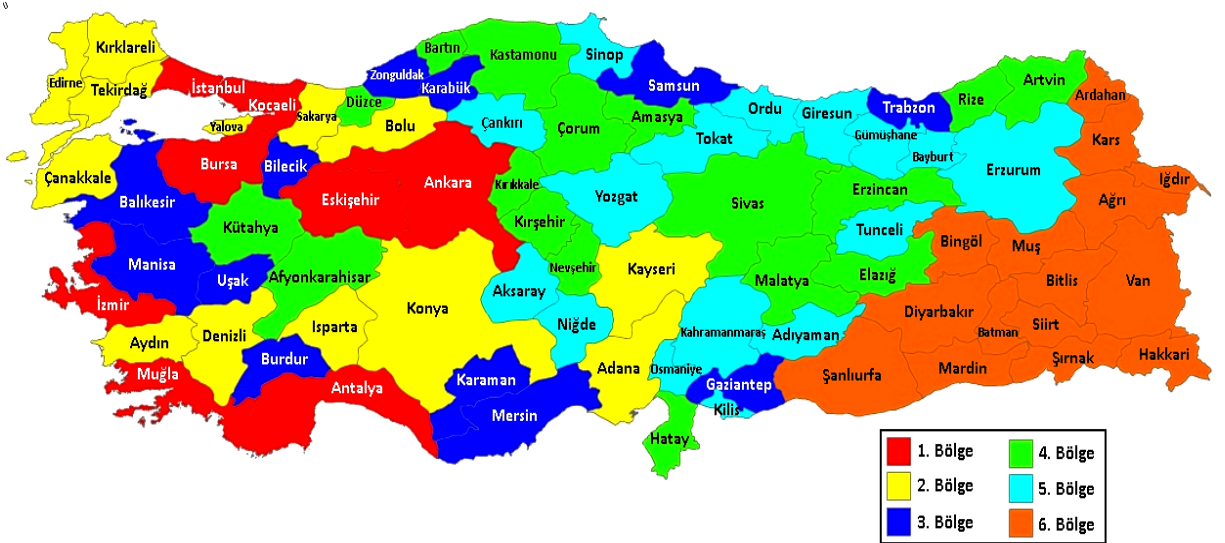 Kırklareli
Edirne
Tekirdağ
İstanbul
Kocaeli
Yalova
Sakarya
Düzce
Bolu
Zonguldak
Bartın
Karabük
Kastamonu
Sinop
Çankırı
Çorum
Samsun
Amasya
Tokat
Ordu
Giresun
Trabzon
Gümüşhane
Bayburt
Rize
Artvin
Ardahan
Kars
Iğdır
Ağrı
Erzurum
Erzincan
Çanakkale
Balıkesir
Bursa
Bilecik
Kütahya
Eskişehir
Ankara
Kırıkkale
Kırşehir
Yozgat
Sivas
Tunceli
Bingöl
Muş
Bitlis
Van
Manisa
Uşak
Afyonkarahisar
İzmir
Aydın
Denizli
Isparta
Burdur
Muğla
Antalya
Konya
Aksaray
Nevşehir
Niğde
Kayseri
Karaman
Mersin
Adana
Osmaniye
Kahramanmaraş
Malatya
Elazığ
Adıyaman
Gaziantep
Kilis
Hatay
Şanlıurfa
Diyarbakır
Batman
Siirt
Mardin
Şırnak
Hakkari
1. Bölge
2. Bölge
3. Bölge
4. Bölge
5. Bölge
6. Bölge